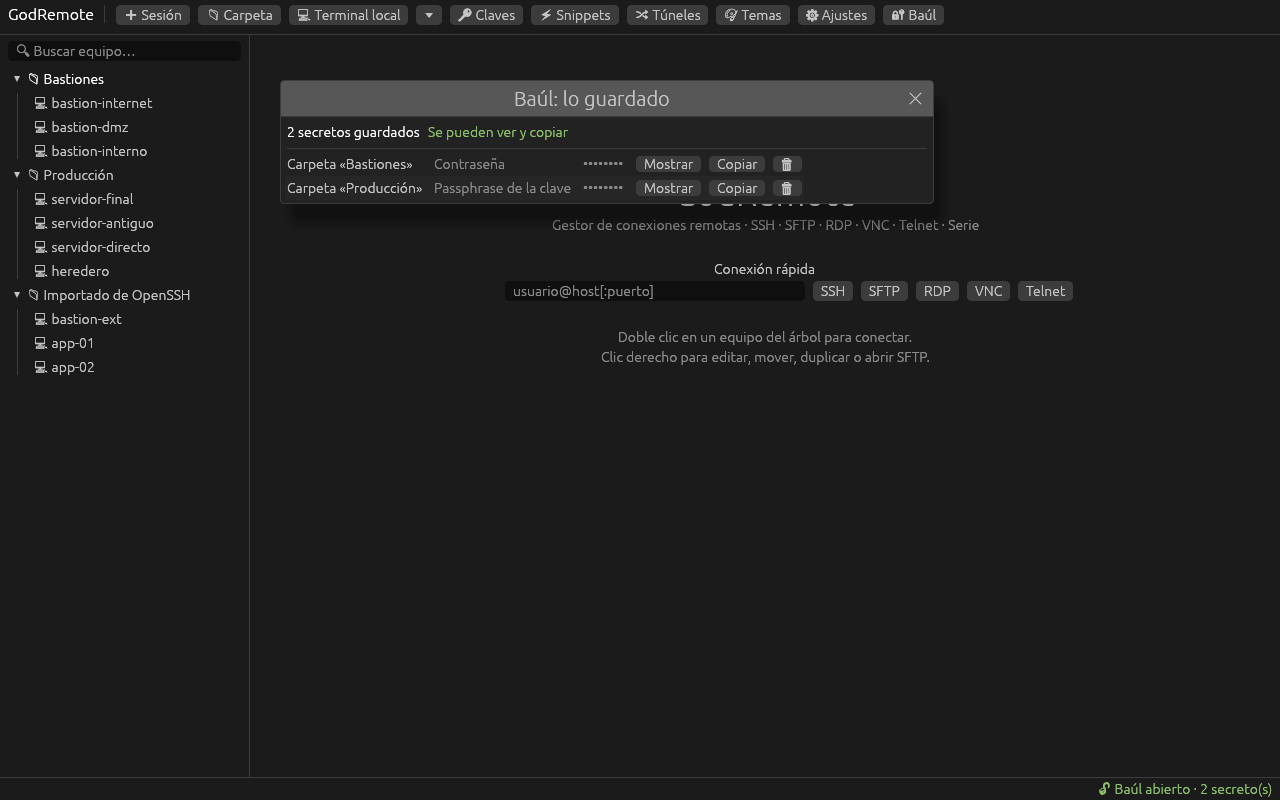 GodRemote + Sesión Carpeta Terminal local Claves Snippets Túneles Temas Ajustes Baúl
Buscar equipo…
Bastiones
bastion-internet
bastion-dmz
bastion-interno
Producción
servidor-final
servidor-antiguo
servidor-directo
heredero
Importado de OpenSSH
bastion-ext
app-01
app-02
Baúl: lo guardado
2 secretos guardados Se pueden ver y copiar
Carpeta «Bastiones» Contraseña •••••••• Mostrar Copiar
Carpeta «Producción» Passphrase de la clave •••••••• Mostrar Copiar
Gestor de conexiones remotas · SSH · SFTP · RDP · VNC · Telnet · Serie
Conexión rápida
usuario@host[:puerto] SSH SFTP RDP VNC Telnet
Doble clic en un equipo del árbol para conectar.
Clic derecho para editar, mover, duplicar o abrir SFTP.
Baúl abierto · 2 secreto(s)